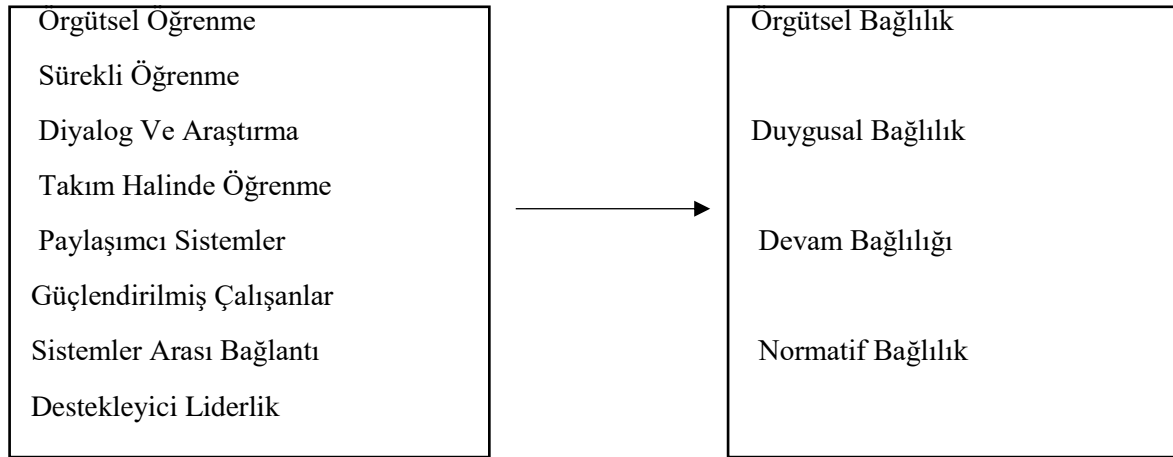 Örgütsel Öğrenme
Sürekli Öğrenme
Diyalog Ve Araştırma
Takım Halinde Öğrenme
Paylaşımcı Sistemler
Güçlendirilmiş Çalışanlar
Sistemler Arası Bağlantı
Destekleyici Liderlik
Örgütsel Bağlılık
Duygusal Bağlılık
Devam Bağlılığı
Normatif Bağlılık